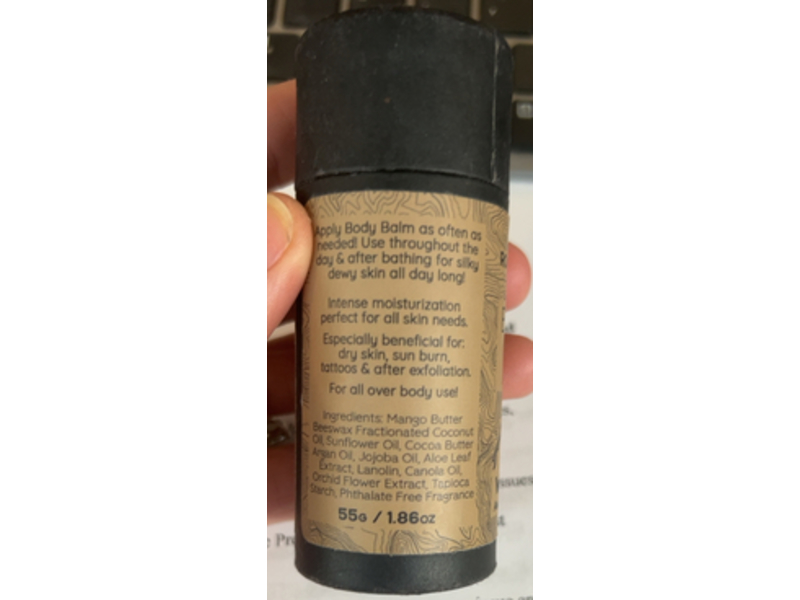 Apply Body Balm as often as
needed! Use throughout the
day & after bathing for silky
dewy skin all day long!
Intense moisturization
perfect for all skin needs.
Especially beneficial for:
dry skin, sun burn,
tattoos & after exfoliation.
For all over body use!
Ingredients: Mango Butter
Beeswax Fractionated Coconut
Oil, Sunflower Oil, Cocoa Butter
Argan Oil, Jojoba Oil, Aloe Leaf
Extract, Lanolin, Canola Oil,
Orchid Flower Extract, Tapioca
Starch, Phthalate Free Fragrance
55G / 1.86oz